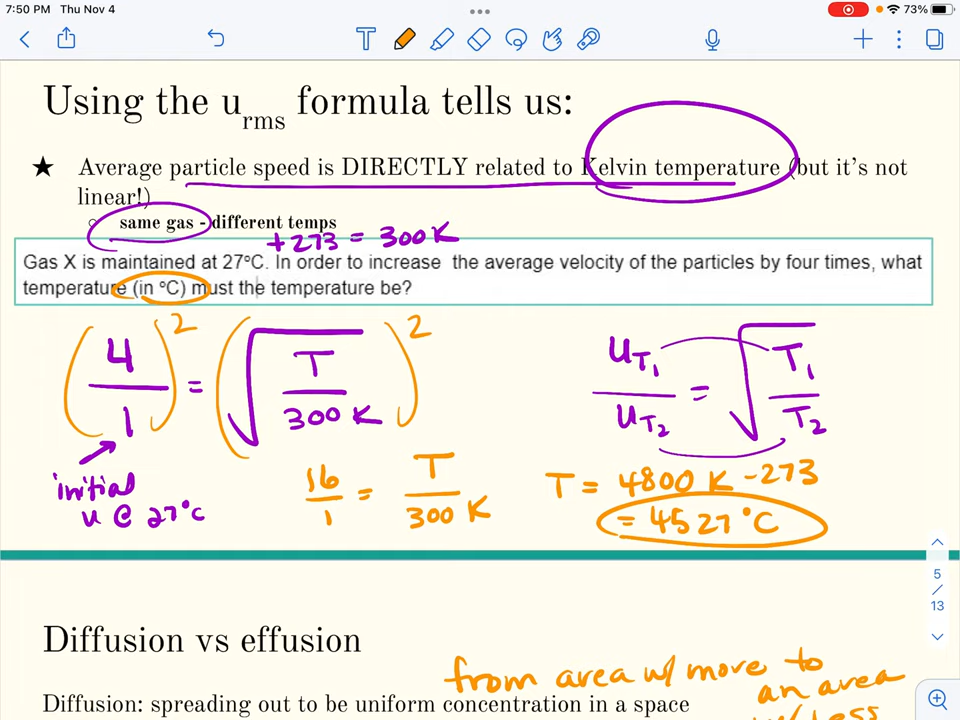 7:50 PM Thu Nov 4
73%
T
Using the u rms formula tells us:
★ Average particle speed is DIRECTLY related to Kelvin temperature (but it's not
linear!)
○ same gas - different temps
+273 = 300 K
Gas X is maintained at 27°C. In order to increase the average velocity of the particles by four times, what
temperature (in °C) must the temperature be?
(4/1)² = (√(T/300 K))²
u T₁ / u T₂ = √(T₁/T₂)
initial
u @ 27°C
16/1 = T/300 K
T = 4800 K - 273
= 4527 °C
5
/
13
Diffusion vs effusion
from area w/ more to
an area
Diffusion: spreading out to be uniform concentration in a space
w/ less